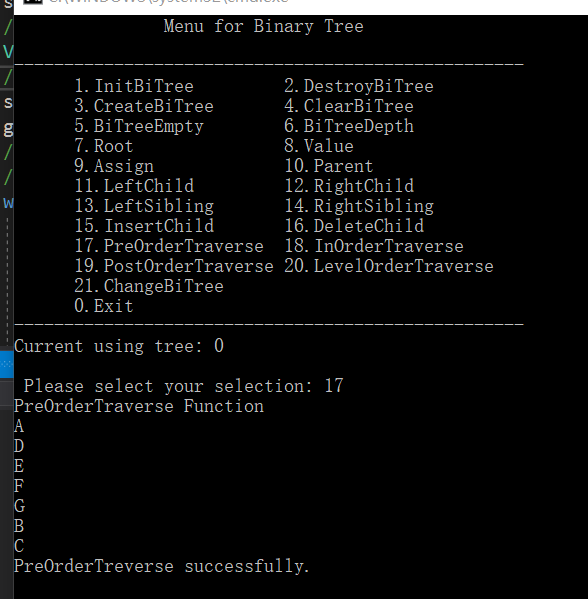 Menu for Binary Tree
---------------------------------------------------
1.InitBiTree 2.DestroyBiTree
3.CreateBiTree 4.ClearBiTree
5.BiTreeEmpty 6.BiTreeDepth
7.Root 8.Value
9.Assign 10.Parent
11.LeftChild 12.RightChild
13.LeftSibling 14.RightSibling
15.InsertChild 16.DeleteChild
17.PreOrderTraverse 18.InOrderTraverse
19.PostOrderTraverse 20.LevelOrderTraverse
21.ChangeBiTree
0.Exit
---------------------------------------------------
Current using tree: 0
Please select your selection: 17
PreOrderTraverse Function
A
D
E
F
G
B
C
PreOrderTreverse successfully.